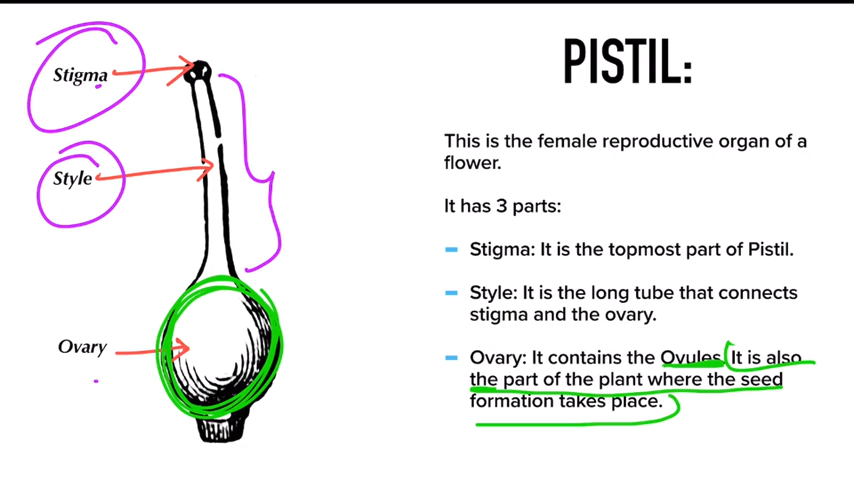 PISTIL:
Stigma
Style
Ovary
This is the female reproductive organ of a
flower.
It has 3 parts:
Stigma: It is the topmost part of Pistil.
Style: It is the long tube that connects
stigma and the ovary.
Ovary: It contains the Ovules. It is also
the part of the plant where the seed
formation takes place.